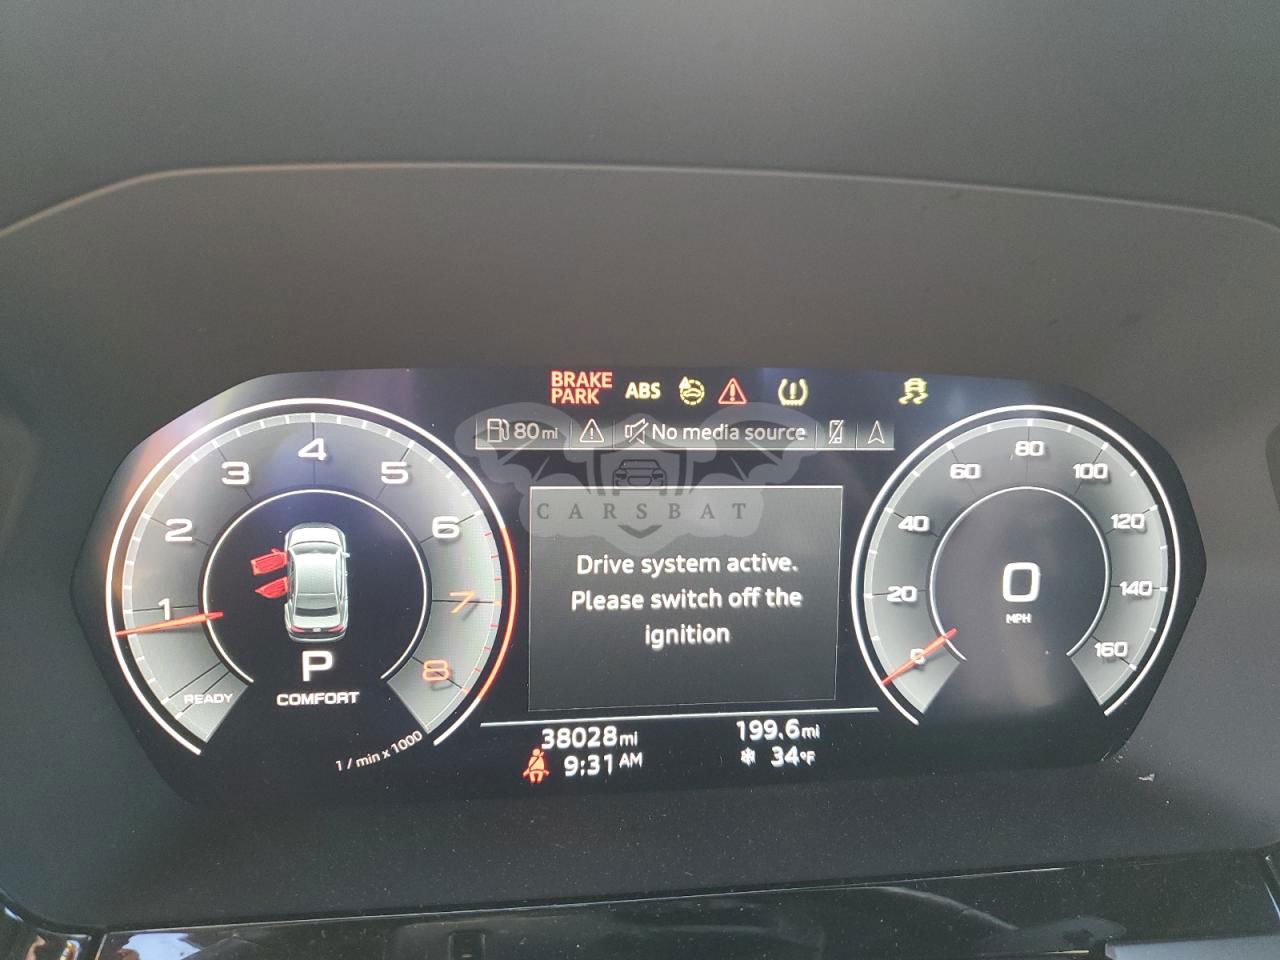 BRAKE
PARK
ABS
80 mi
No media source
CARSBAT
1
2
3
4
5
6
7
8
READY
P
COMFORT
1 / min x 1000
Drive system active.
Please switch off the
ignition
38028 mi
199.6 mi
9:31 AM
34°F
0
20
40
60
80
100
120
140
160
0
MPH